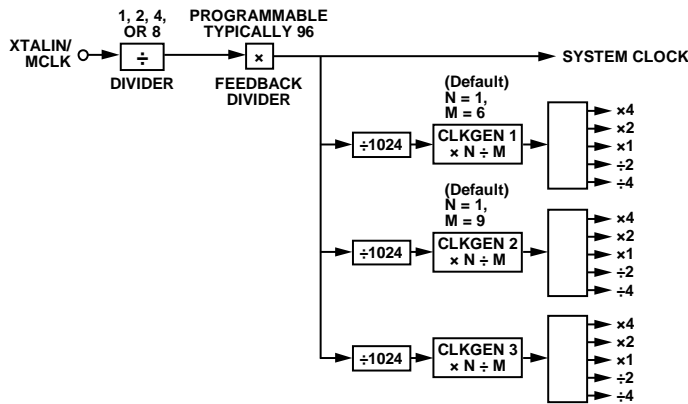 XTALIN/
MCLK
1, 2, 4,
OR 8
÷
DIVIDER
PROGRAMMABLE
TYPICALLY 96
×
FEEDBACK
DIVIDER
SYSTEM CLOCK
(Default)
N = 1,
M = 6
÷1024
CLKGEN 1
× N ÷ M
×4
×2
×1
÷2
÷4
(Default)
N = 1,
M = 9
÷1024
CLKGEN 2
× N ÷ M
×4
×2
×1
÷2
÷4
÷1024
CLKGEN 3
× N ÷ M
×4
×2
×1
÷2
÷4